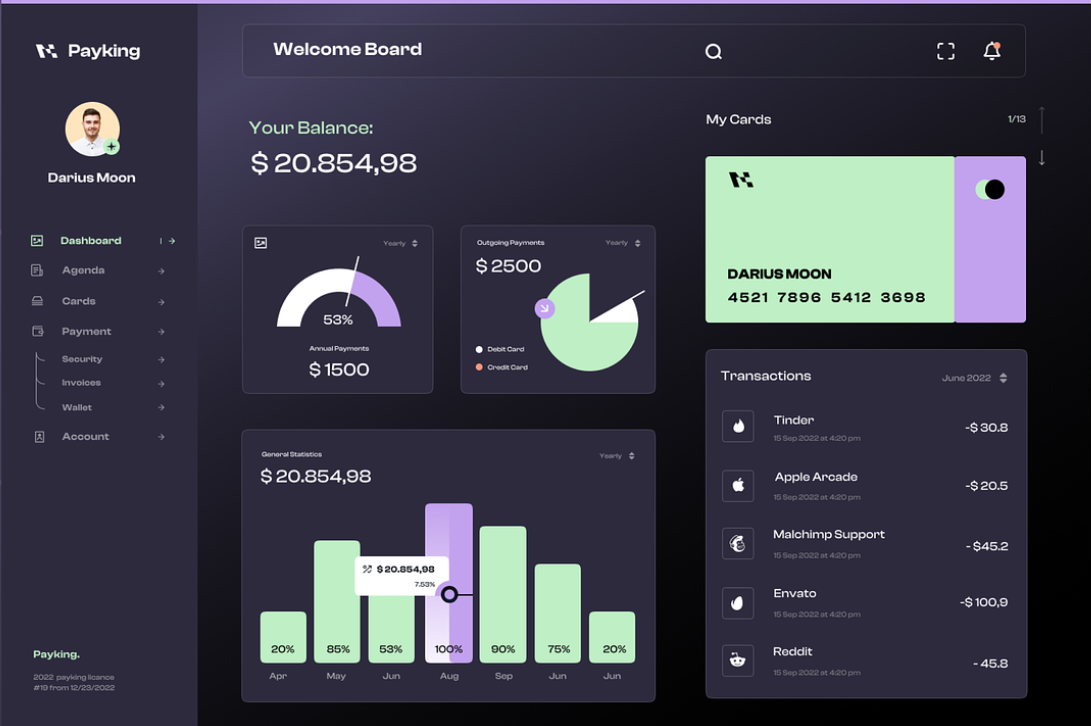 Payking
Darius Moon
Dashboard
Agenda
Cards
Payment
Security
Invoices
Wallet
Account
Payking.
2022 payking licance
#19 from 12/23/2022
Welcome Board
Your Balance:
$ 20.854,98
Yearly
53%
Annual Payments
$ 1500
Outgoing Payments
Yearly
$ 2500
Debit Card
Credit Card
General Statistics
Yearly
$ 20.854,98
$ 20.854,98
7.53%
20%
85%
53%
100%
90%
75%
20%
Apr
May
Jun
Aug
Sep
Jun
Jun
My Cards
1/13
DARIUS MOON
4521 7896 5412 3698
Transactions
June 2022
Tinder
15 Sep 2022 at 4:20 pm
-$ 30.8
Apple Arcade
15 Sep 2022 at 4:20 pm
-$ 20.5
Malchimp Support
15 Sep 2022 at 4:20 pm
- $45.2
Envato
15 Sep 2022 at 4:20 pm
-$ 100,9
Reddit
15 Sep 2022 at 4:20 pm
- 45.8